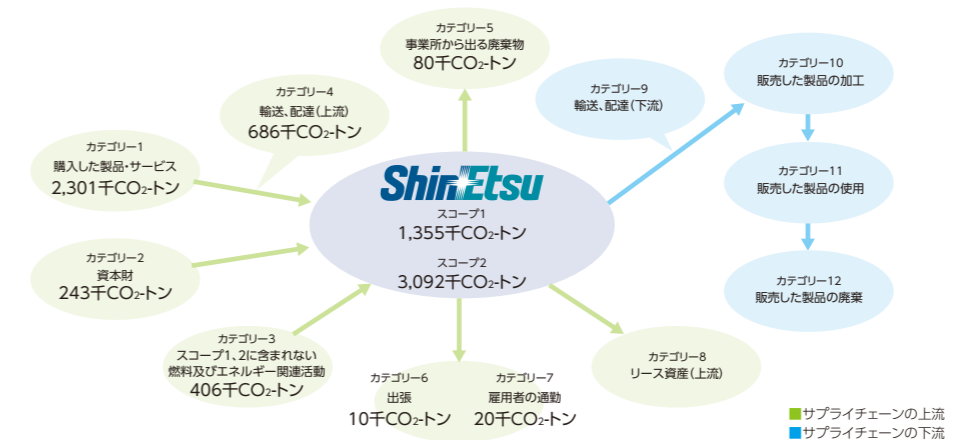 カテゴリー5
事業所から出る廃棄物
80千CO2-トン
カテゴリー4
輸送、配達(上流)
686千CO2-トン
カテゴリー9
輸送、配達(下流)
カテゴリー10
販売した製品の加工
カテゴリー1
購入した製品・サービス
2,301千CO2-トン
ShinEtsu
スコープ1
1,355千CO2-トン
スコープ2
3,092千CO2-トン
カテゴリー11
販売した製品の使用
カテゴリー2
資本財
243千CO2-トン
カテゴリー12
販売した製品の廃棄
カテゴリー3
スコープ1、2に含まれない
燃料及びエネルギー関連活動
406千CO2-トン
カテゴリー6
出張
10千CO2-トン
カテゴリー7
雇用者の通勤
20千CO2-トン
カテゴリー8
リース資産(上流)
■サプライチェーンの上流
■サプライチェーンの下流